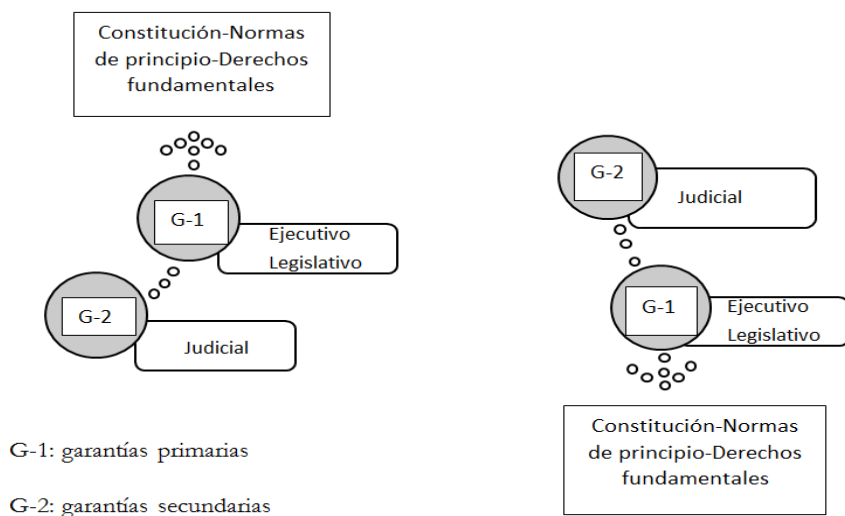 Constitución-Normas
de principio-Derechos
fundamentales
G-1
Ejecutivo
Legislativo
G-2
Judicial
G-1: garantías primarias
G-2: garantías secundarias
G-2
Judicial
G-1
Ejecutivo
Legislativo
Constitución-Normas
de principio-Derechos
fundamentales